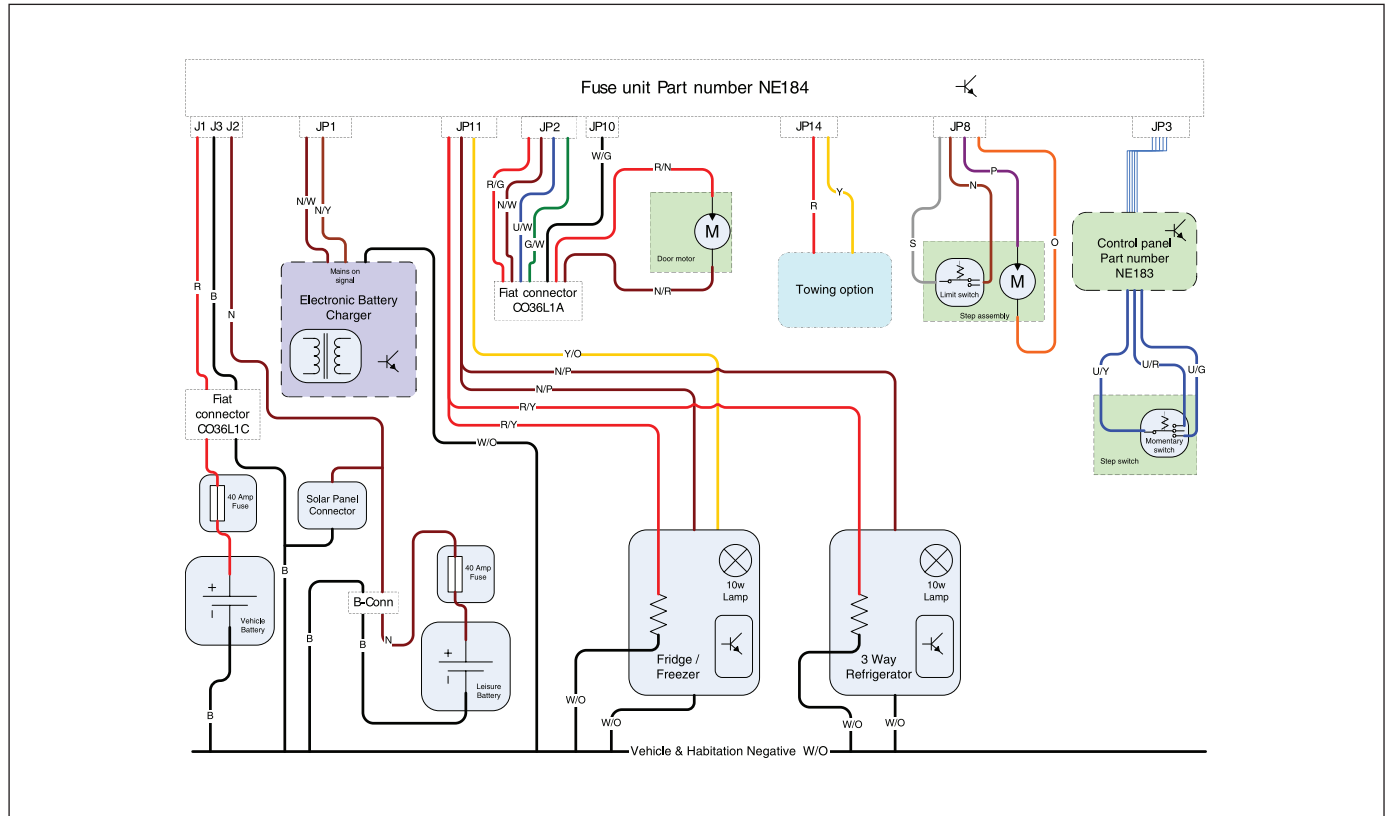 Fuse unit Part number NE184
J1 J3 J2
JP1
JP11
JP2
JP10
JP14
JP8
JP3
R
B
N
N/W
N/Y
R/G
N/W
U/W
G/W
W/G
R/N
N/R
M
Door motor
R
Y
S
N
P
O
Mains on
signal
Electronic Battery
Charger
Fiat connector
CO36L1A
Towing option
Limit switch
M
Step assembly
Control panel
Part number
NE183
U/Y
U/R
U/G
Momentary
switch
Step switch
Y/O
N/P
N/P
R/Y
R/Y
W/O
Fiat
connector
CO36L1C
40 Amp
Fuse
Solar Panel
Connector
+
–
Vehicle
Battery
B
B
B-Conn
B
B
N
40 Amp
Fuse
+
–
Leisure
Battery
10w
Lamp
Fridge /
Freezer
W/O
W/O
10w
Lamp
3 Way
Refrigerator
W/O
W/O
Vehicle & Habitation Negative W/O